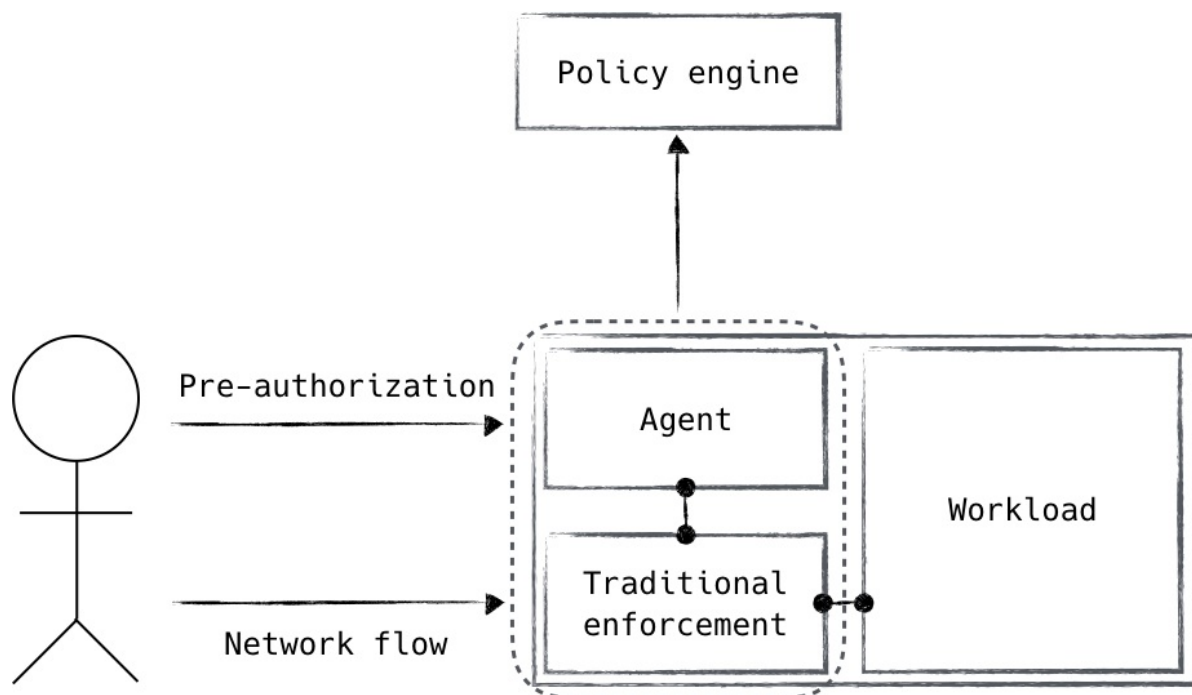 Policy engine
Pre-authorization
Agent
Workload
Traditional
enforcement
Network flow